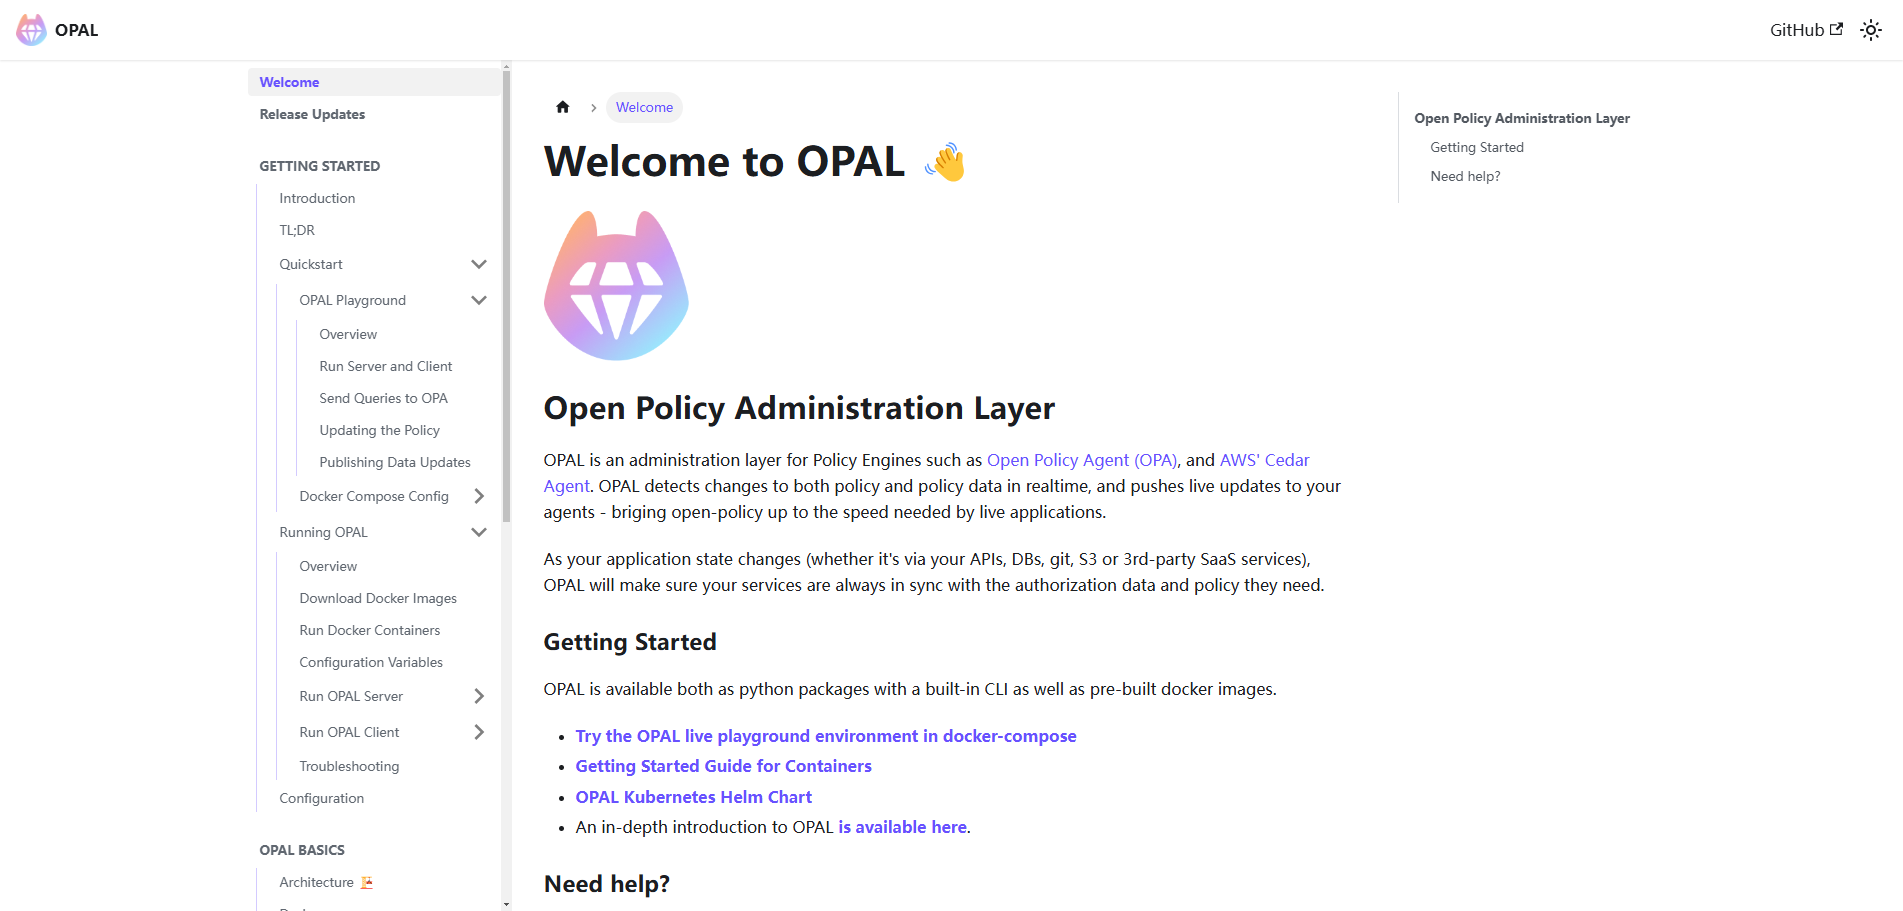 OPAL
GitHub
Welcome
Release Updates
GETTING STARTED
Introduction
TL;DR
Quickstart
OPAL Playground
Overview
Run Server and Client
Send Queries to OPA
Updating the Policy
Publishing Data Updates
Docker Compose Config
Running OPAL
Overview
Download Docker Images
Run Docker Containers
Configuration Variables
Run OPAL Server
Run OPAL Client
Troubleshooting
Configuration
OPAL BASICS
Architecture
Welcome
Welcome to OPAL 👋
Open Policy Administration Layer
OPAL is an administration layer for Policy Engines such as Open Policy Agent (OPA), and AWS' Cedar
Agent. OPAL detects changes to both policy and policy data in realtime, and pushes live updates to your
agents - briging open-policy up to the speed needed by live applications.
As your application state changes (whether it's via your APIs, DBs, git, S3 or 3rd-party SaaS services),
OPAL will make sure your services are always in sync with the authorization data and policy they need.
Getting Started
OPAL is available both as python packages with a built-in CLI as well as pre-built docker images.
• Try the OPAL live playground environment in docker-compose
• Getting Started Guide for Containers
• OPAL Kubernetes Helm Chart
• An in-depth introduction to OPAL is available here.
Need help?
Open Policy Administration Layer
Getting Started
Need help?